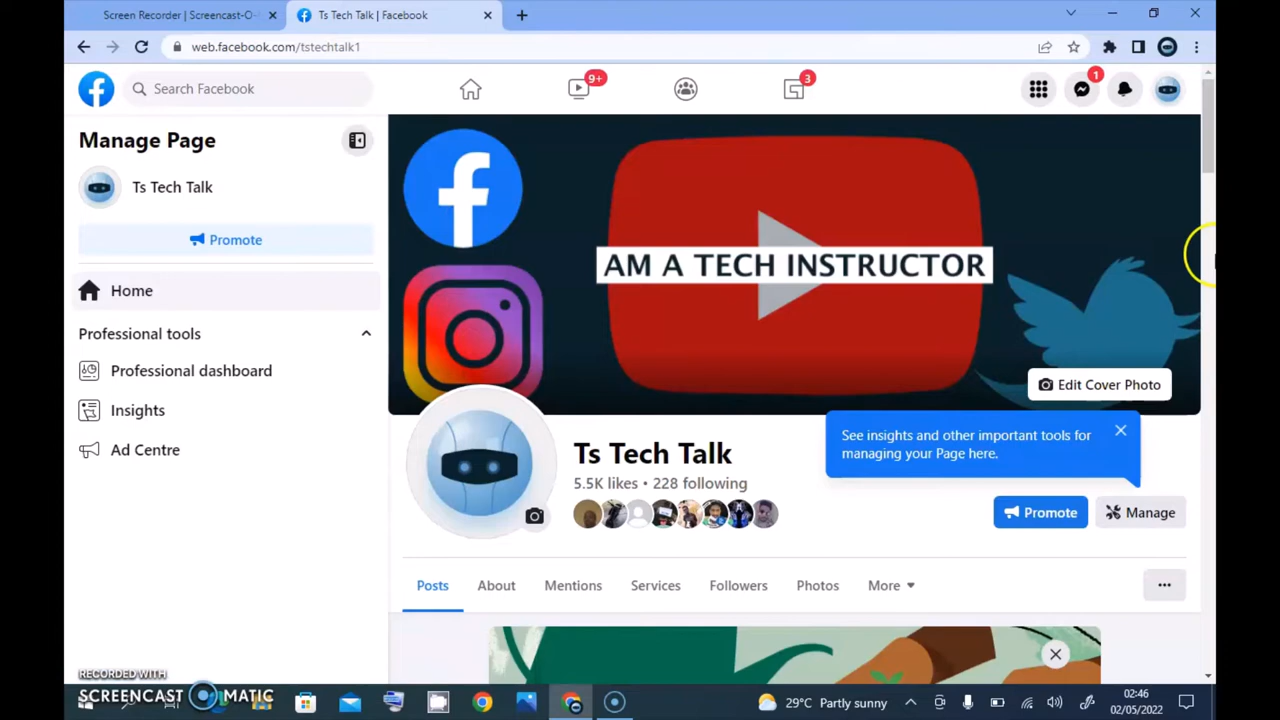 Screen Recorder | Screencast-O-
Ts Tech Talk | Facebook
web.facebook.com/tstechtalk1
Search Facebook
9+
3
1
Manage Page
Ts Tech Talk
Promote
Home
Professional tools
Professional dashboard
Insights
Ad Centre
AM A TECH INSTRUCTOR
Edit Cover Photo
See insights and other important tools for
managing your Page here.
Ts Tech Talk
5.5K likes • 228 following
Promote
Manage
Posts
About
Mentions
Services
Followers
Photos
More
RECORDED WITH
SCREENCAST MATIC
29°C Partly sunny
02:46
02/05/2022